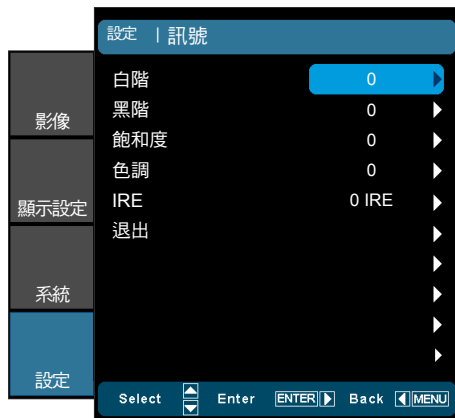 設定 | 訊號
白階 0
黑階 0
飽和度 0
色調 0
IRE 0 IRE
退出
影像
顯示設定
系統
設定
Select Enter ENTER Back MENU